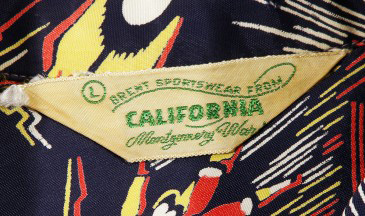 L
BRENT SPORTSWEAR FROM
CALIFORNIA
Montgomery Ward